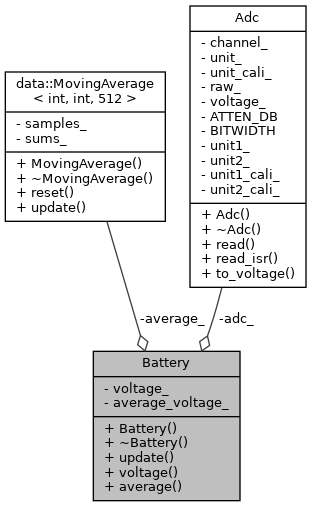 data::MovingAverage
< int, int, 512 >
- samples_
- sums_
+ MovingAverage()
+ ~MovingAverage()
+ reset()
+ update()
Adc
- channel_
- unit_
- unit_cali_
- raw_
- voltage_
- ATTEN_DB
- BITWIDTH
- unit1_
- unit2_
- unit1_cali_
- unit2_cali_
+ Adc()
+ ~Adc()
+ read()
+ read_isr()
+ to_voltage()
-average_
-adc_
Battery
- voltage_
- average_voltage_
+ Battery()
+ ~Battery()
+ update()
+ voltage()
+ average()